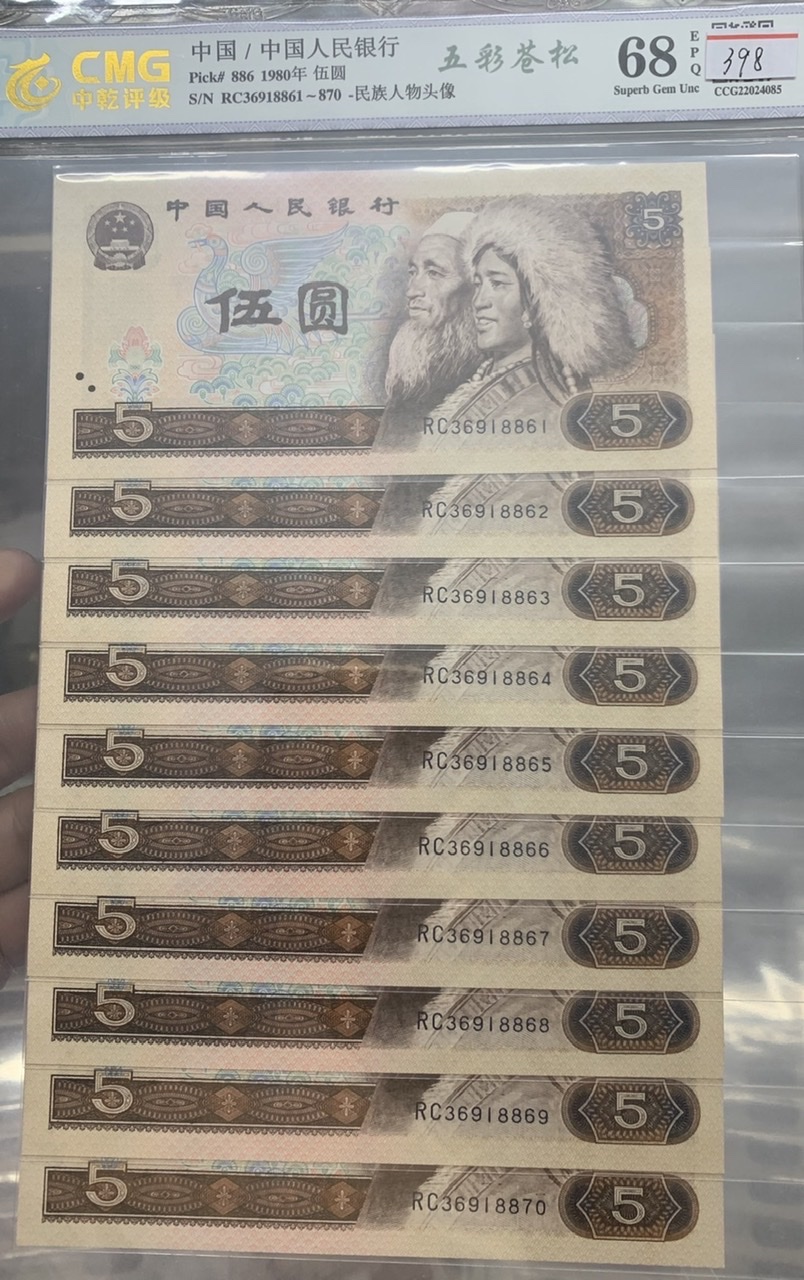 CMG
中乾评级
中国 / 中国人民银行
Pick# 886 1980年 伍圆
S/N RC36918861~870 -民族人物头像
五彩苍松
68
EPQ
Superb Gem Unc
398
CCG22024085
中国人民银行
5
伍圆
5 RC36918861 5
5 RC36918862 5
5 RC36918863 5
5 RC36918864 5
5 RC36918865 5
5 RC36918866 5
5 RC36918867 5
5 RC36918868 5
5 RC36918869 5
5 RC36918870 5